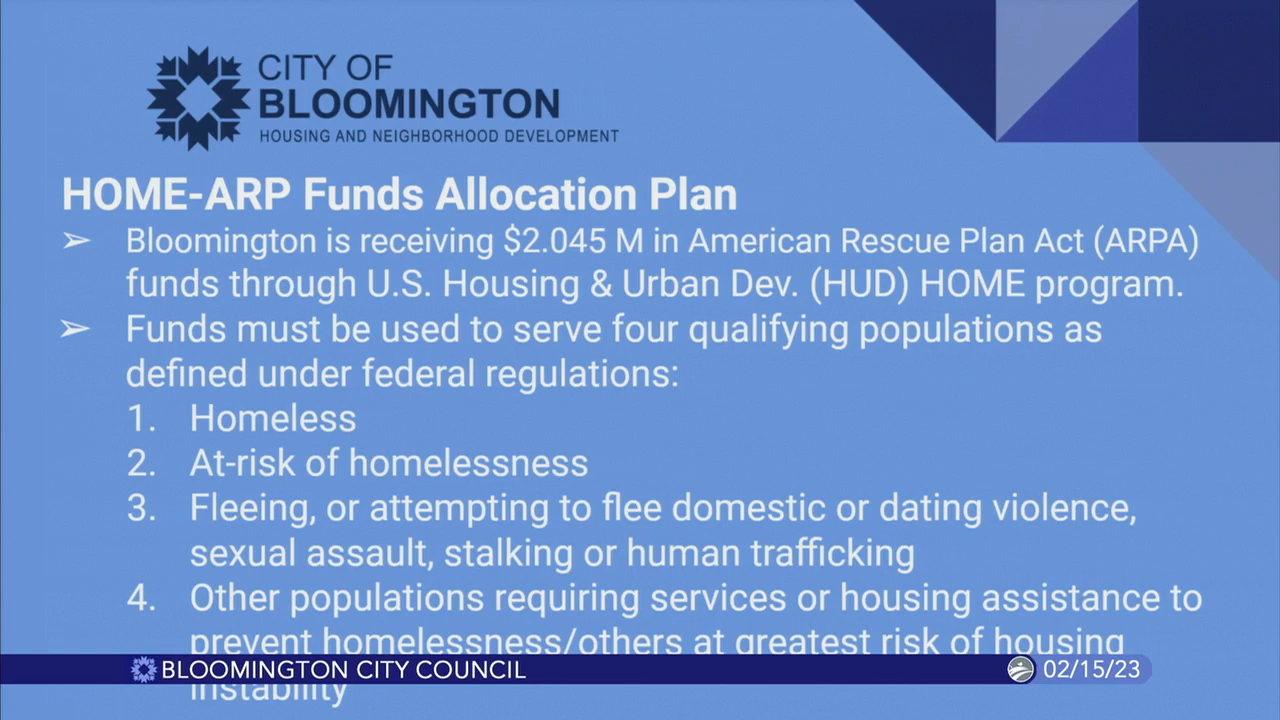 CITY OF
BLOOMINGTON
HOUSING AND NEIGHBORHOOD DEVELOPMENT
HOME-ARP Funds Allocation Plan
➢ Bloomington is receiving $2.045 M in American Rescue Plan Act (ARPA)
funds through U.S. Housing & Urban Dev. (HUD) HOME program.
➢ Funds must be used to serve four qualifying populations as
defined under federal regulations:
1. Homeless
2. At-risk of homelessness
3. Fleeing, or attempting to flee domestic or dating violence,
sexual assault, stalking or human trafficking
4. Other populations requiring services or housing assistance to
prevent homelessness/others at greatest risk of housing
instability
BLOOMINGTON CITY COUNCIL
02/15/23